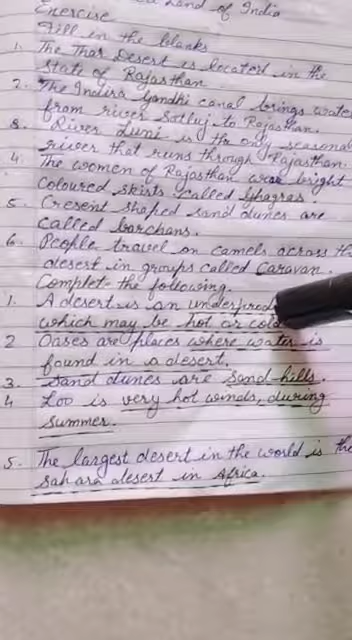 Land of India
Exercise
Fill in the blanks
1. The Thar Desert is located in the
state of Rajasthan.
2. The Indira Gandhi canal brings water
from river Sutluj to Rajasthan.
3. River Luni is the only seasonal
river that runs through Rajasthan.
4. The women of Rajasthan wear bright
coloured skirts called Ghagras.
5. Cresent shaped sand dunes are
called barchans.
6. People travel on camels across th
desert in groups called Caravan.
Complete the following.
1. A desert is an
which may be hot or cold
2 Oases are places where water is
found in a desert.
3. Sand dunes are sand-hills.
4 Loo is very hot winds, during
summer.
5. The largest desert in the world is the
sahara desert in Africa.